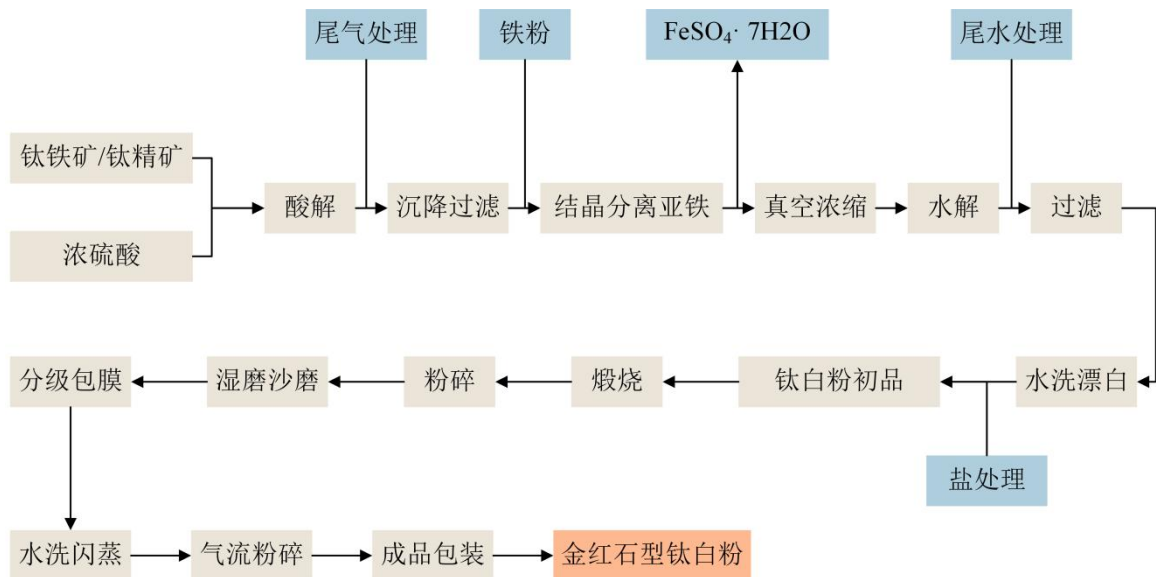 尾气处理
铁粉
FeSO₄· 7H2O
尾水处理
钛铁矿/钛精矿
浓硫酸
酸解
沉降过滤
结晶分离亚铁
真空浓缩
水解
过滤
分级包膜
湿磨沙磨
粉碎
煅烧
钛白粉初品
水洗漂白
盐处理
水洗闪蒸
气流粉碎
成品包装
金红石型钛白粉